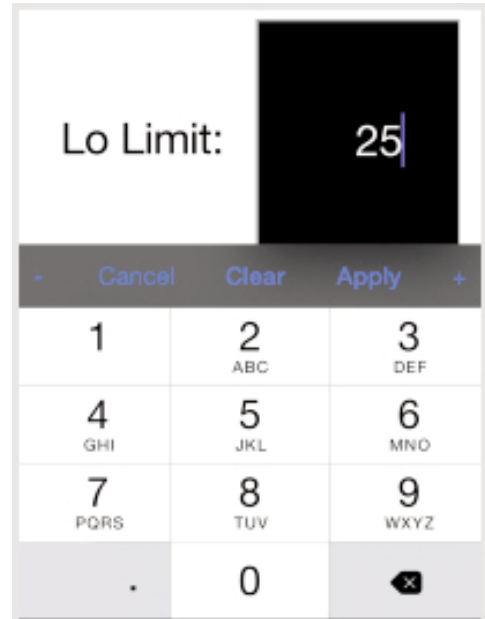 Lo Limit: 25
- Cancel Clear Apply +
1 2 3
ABC DEF
4 5 6
GHI JKL MNO
7 8 9
PQRS TUV WXYZ
. 0